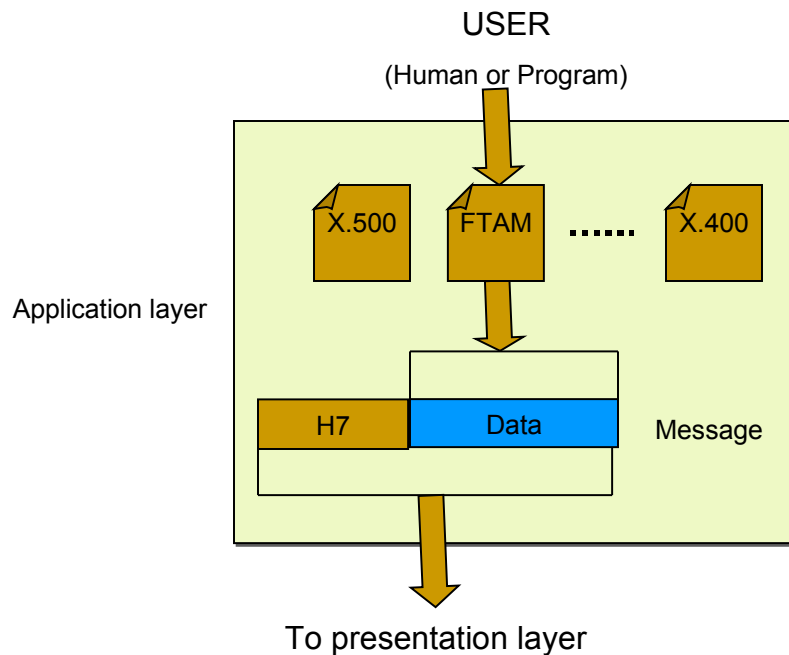 USER
(Human or Program)
X.500
FTAM
......
X.400
Application layer
H7
Data
Message
To presentation layer